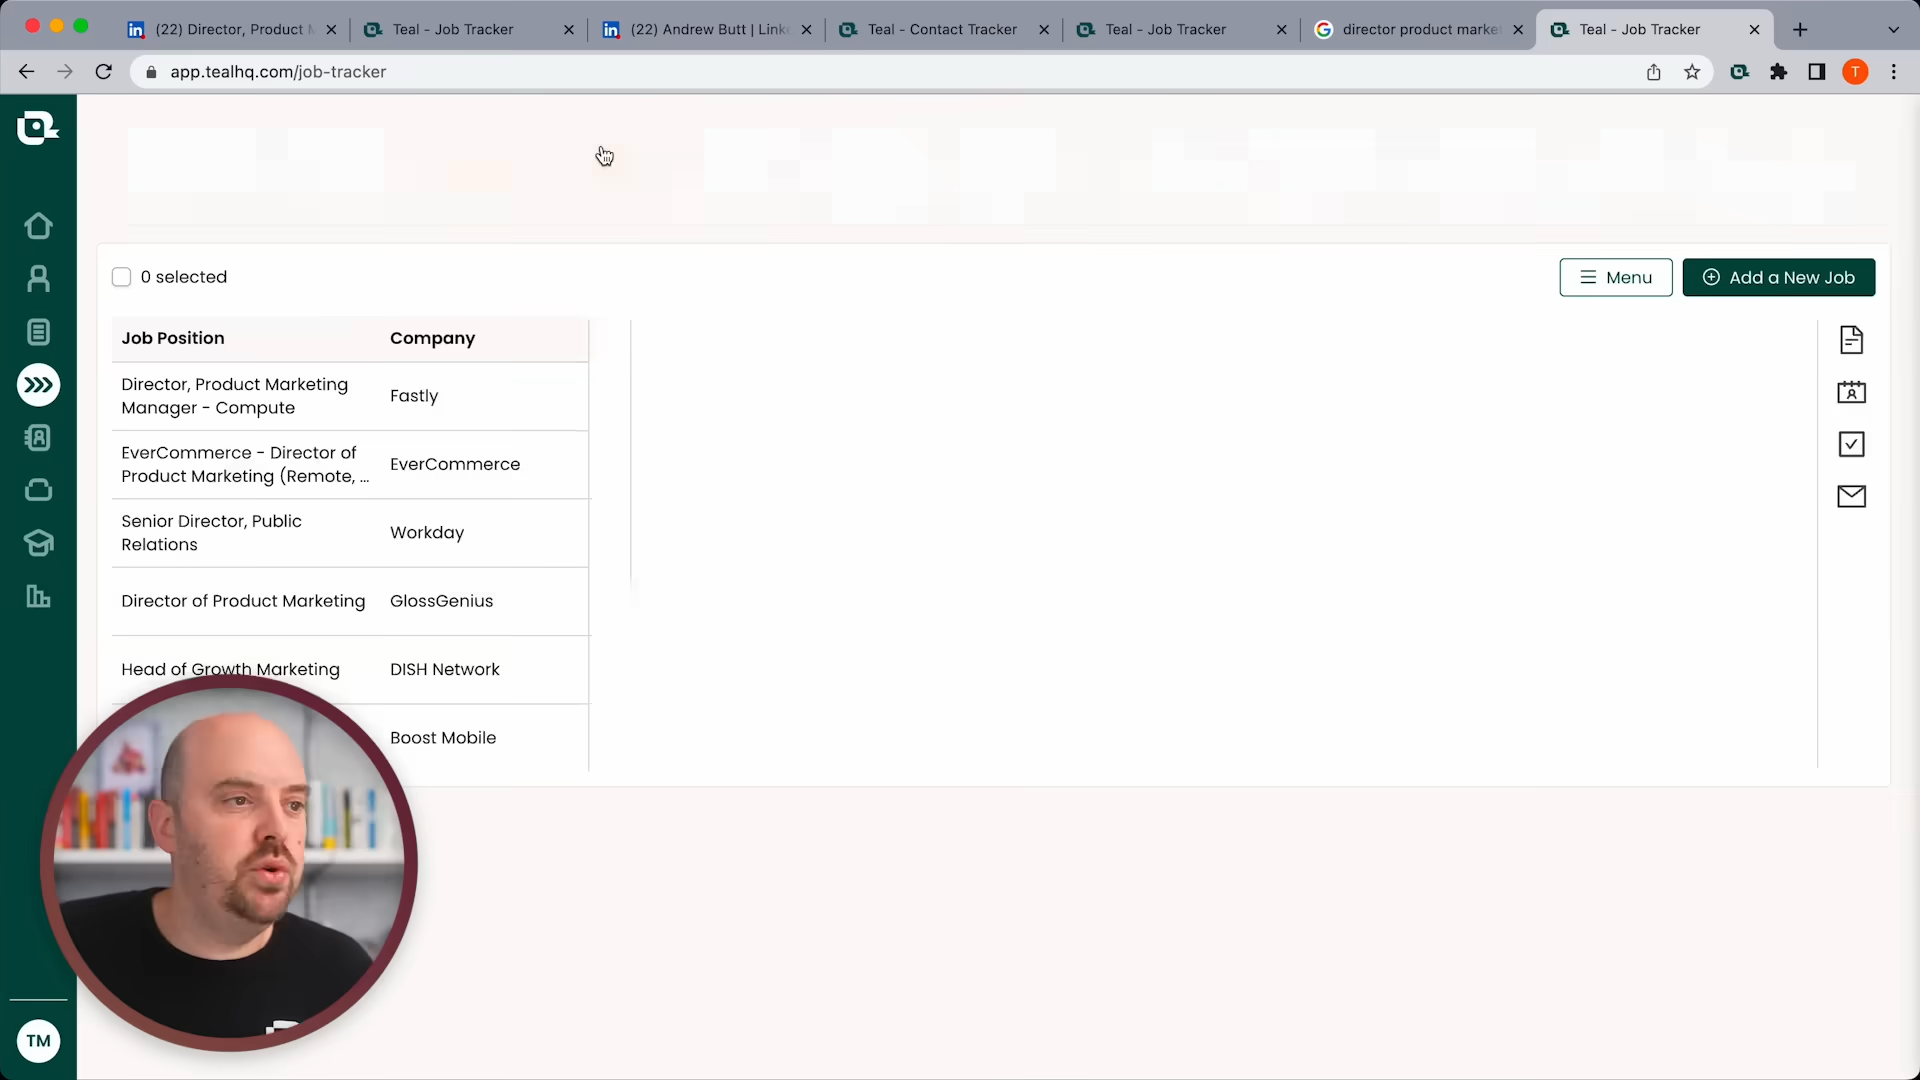 (22) Director, Product M
Teal - Job Tracker
(22) Andrew Butt | Linke
Teal - Contact Tracker
Teal - Job Tracker
director product market
Teal - Job Tracker
app.tealhq.com/job-tracker
T
0 selected
Menu
Add a New Job
Job Position
Company
Director, Product Marketing
Manager - Compute
Fastly
EverCommerce - Director of
Product Marketing (Remote, ...
EverCommerce
Senior Director, Public
Relations
Workday
Director of Product Marketing
GlossGenius
Head of Growth Marketing
DISH Network
Boost Mobile
TM